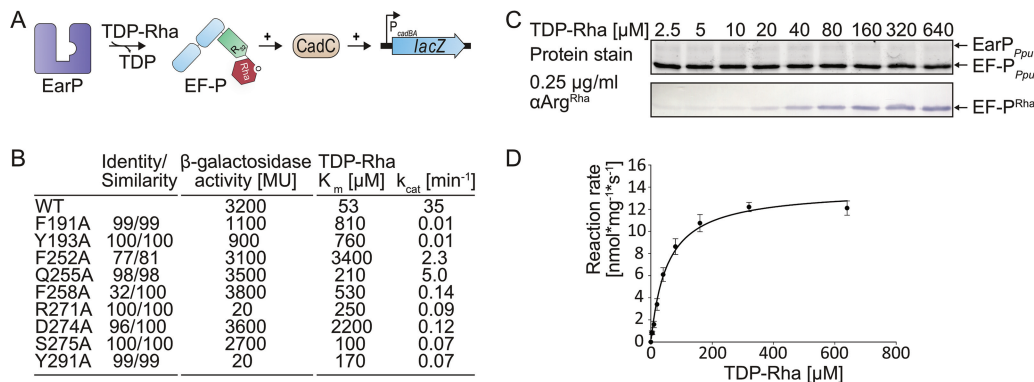 A
TDP-Rha
TDP
EarP
EF-P
R
Rha
+
CadC
+
P
cadBA
lacZ
B
Identity/ β-galactosidase TDP-Rha
Similarity activity [MU] Km [µM] kcat [min-1]
WT 3200 53 35
F191A 99/99 1100 810 0.01
Y193A 100/100 900 760 0.01
F252A 77/81 3100 3400 2.3
Q255A 98/98 3500 210 5.0
F258A 32/100 3800 530 0.14
R271A 100/100 20 250 0.09
D274A 96/100 3600 2200 0.12
S275A 100/100 2700 100 0.07
Y291A 99/99 20 170 0.07
C
TDP-Rha [µM] 2.5 5 10 20 40 80 160 320 640
Protein stain
EarP Ppu
EF-P Ppu
0.25 µg/ml
αArgRha
EF-PRha
D
Reaction rate
[nmol*mg-1*s-1]
16
14
12
10
8
6
4
2
0
0 200 400 600 800
TDP-Rha [µM]